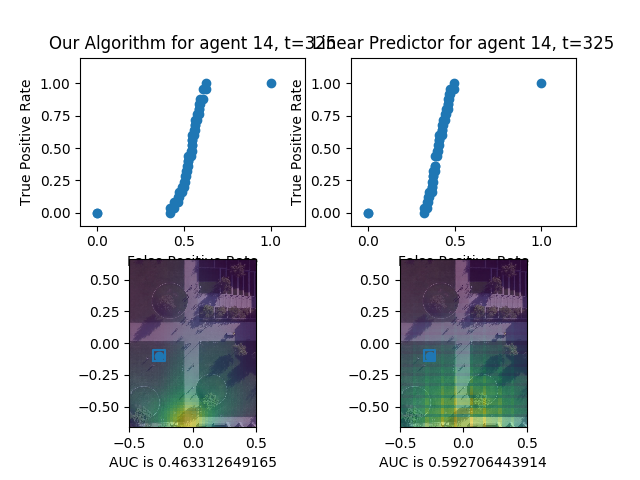 Our Algorithm for agent 14, t=325
Linear Predictor for agent 14, t=325
True Positive Rate
1.00
0.75
0.50
0.25
0.00
0.0 0.5 1.0
False Positive Rate
True Positive Rate
1.00
0.75
0.50
0.25
0.00
0.0 0.5 1.0
False Positive Rate
0.50
0.25
0.00
−0.25
−0.50
−0.5 0.0 0.5
AUC is 0.463312649165
0.50
0.25
0.00
−0.25
−0.50
−0.5 0.0 0.5
AUC is 0.592706443914